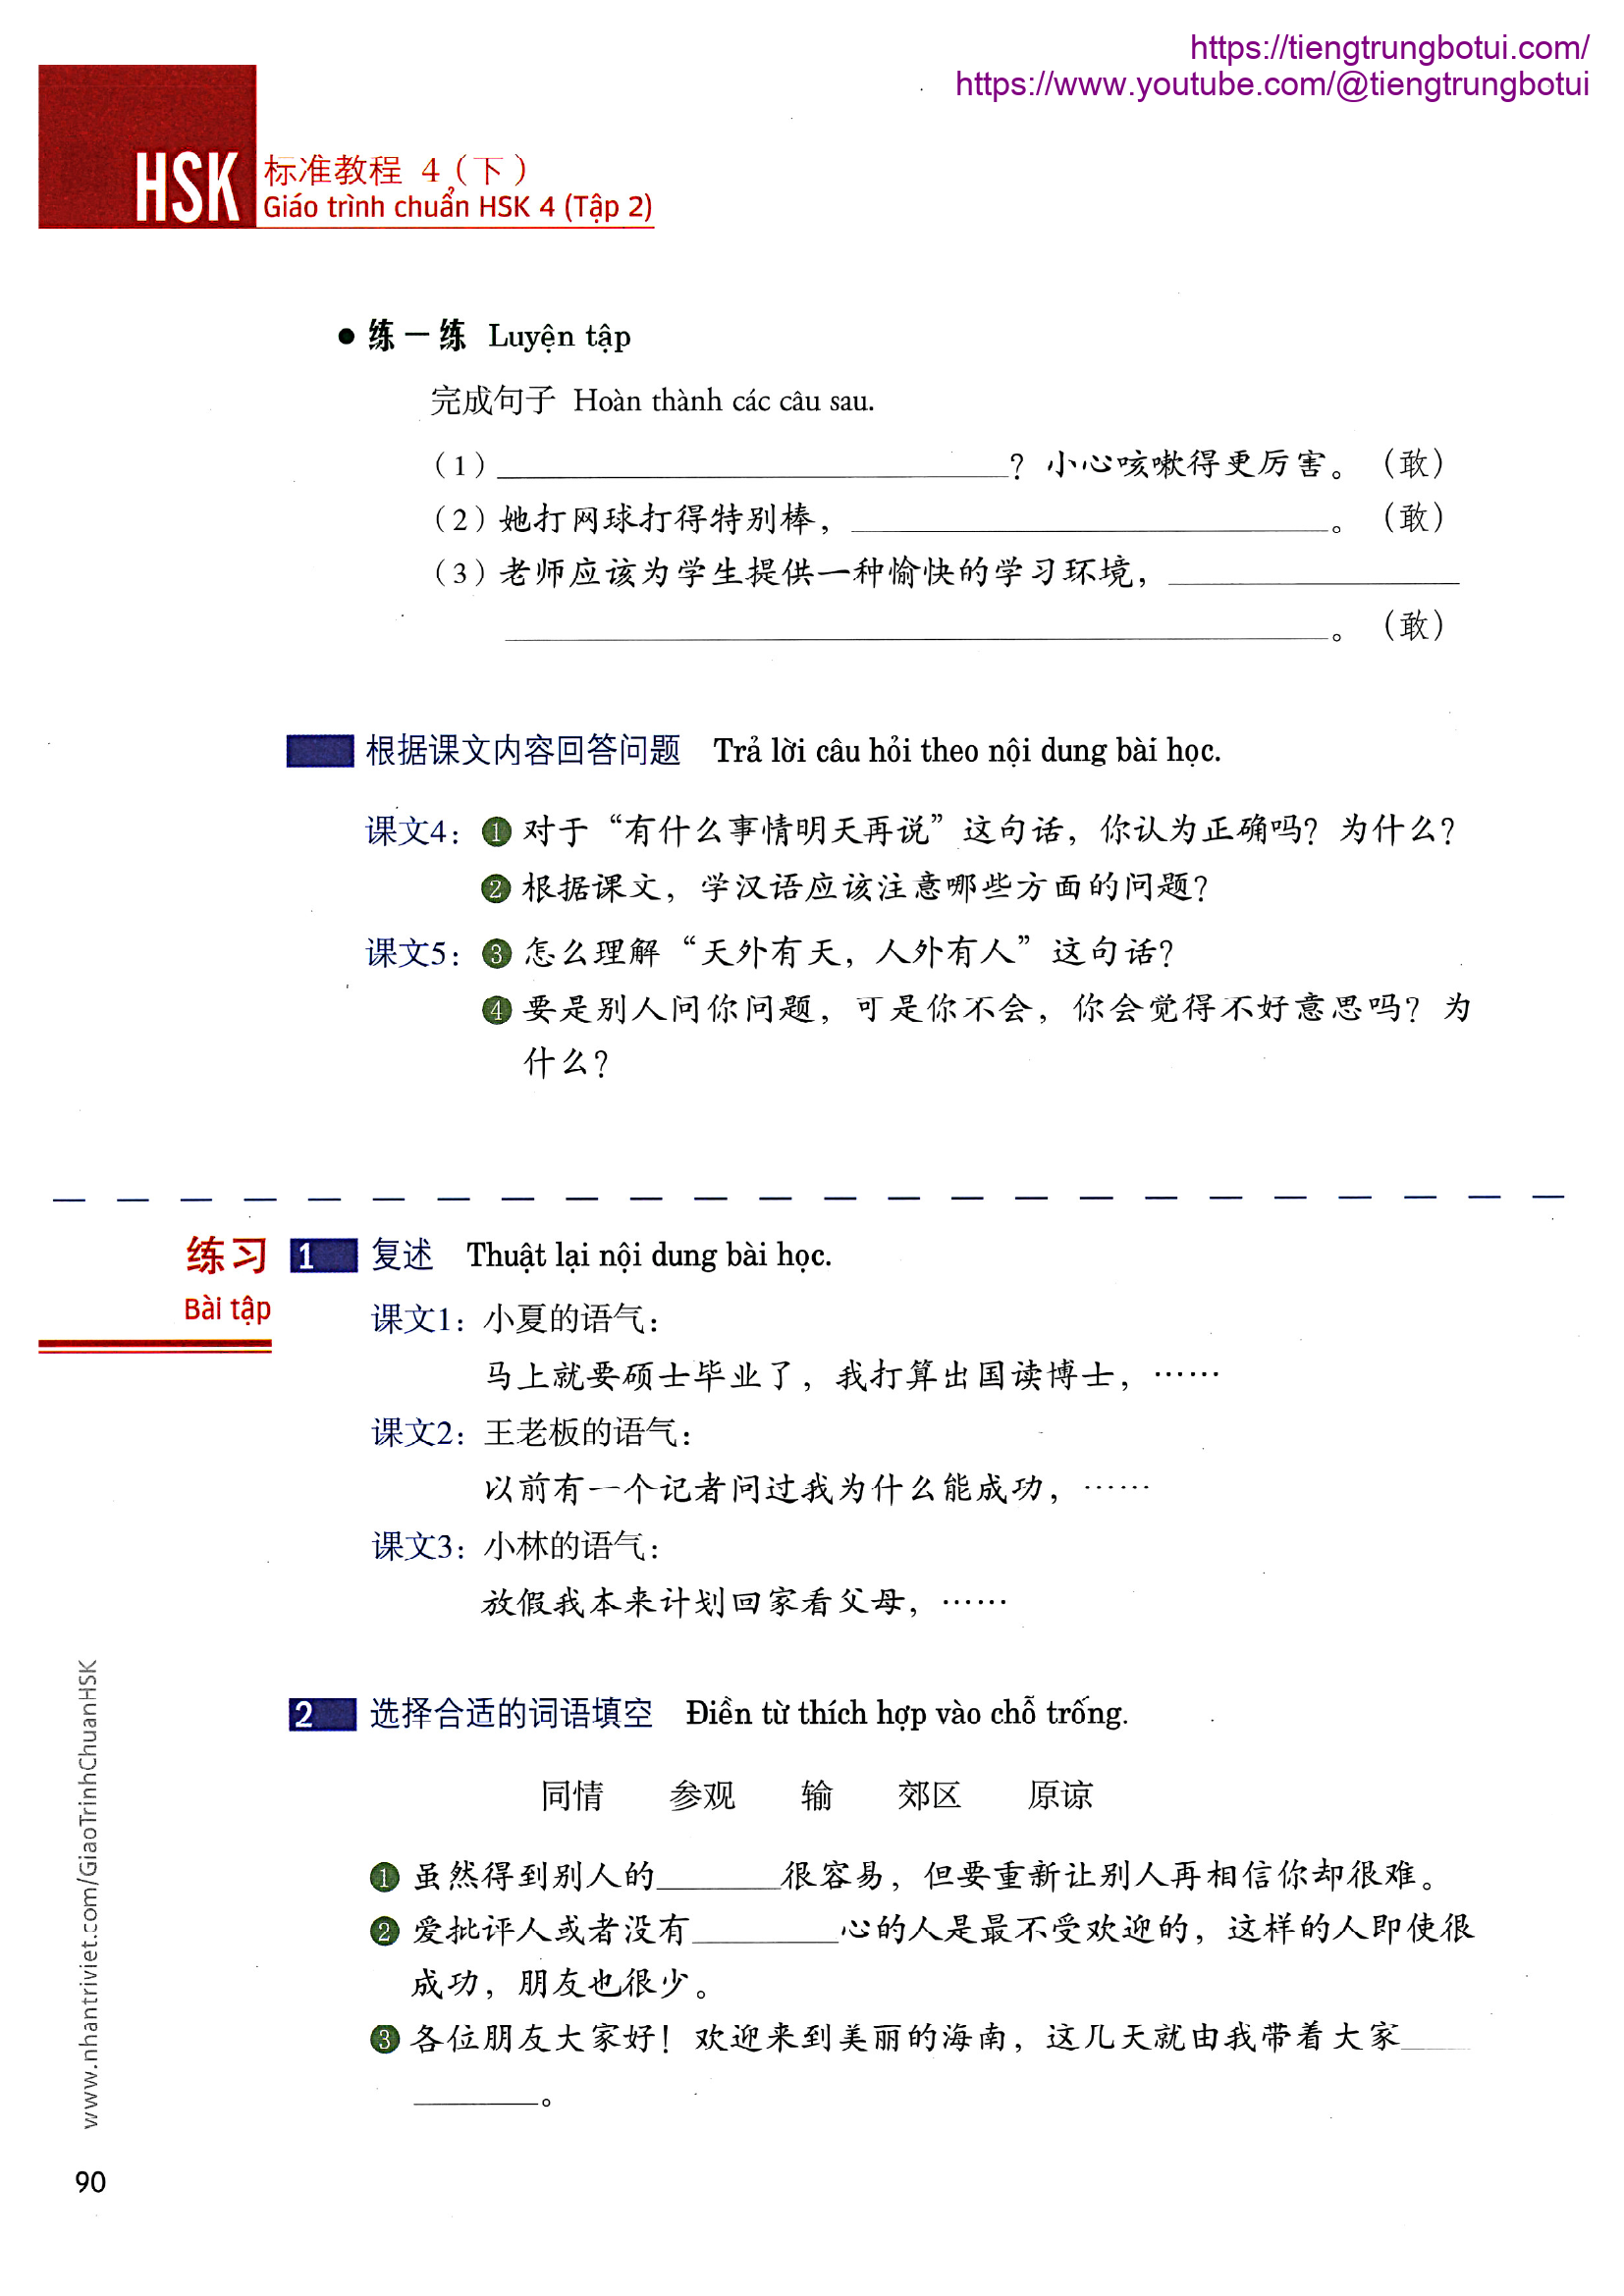 https://tiengtrungbotui.com/
https://www.youtube.com/@tiengtrungbotui
HSK 标准教程 4（下）
Giáo trình chuẩn HSK 4 (Tập 2)
● 练一练 Luyện tập
完成句子 Hoàn thành các câu sau.
（1）______________？小心咳嗽得更厉害。（敢）
（2）她打网球打得特别棒，______________。（敢）
（3）老师应该为学生提供一种愉快的学习环境，________
______________。（敢）
根据课文内容回答问题 Trả lời câu hỏi theo nội dung bài học.
课文4：❶ 对于“有什么事情明天再说”这句话，你认为正确吗？为什么？
❷ 根据课文，学汉语应该注意哪些方面的问题？
课文5：❸ 怎么理解“天外有天，人外有人”这句话？
❹ 要是别人问你问题，可是你不会，你会觉得不好意思吗？为
什么？
练习 1 复述 Thuật lại nội dung bài học.
Bài tập
课文1：小夏的语气：
马上就要硕士毕业了，我打算出国读博士，……
课文2：王老板的语气：
以前有一个记者问过我为什么能成功，……
课文3：小林的语气：
放假我本来计划回家看父母，……
2 选择合适的词语填空 Điền từ thích hợp vào chỗ trống.
同情 参观 输 郊区 原谅
❶ 虽然得到别人的______很容易，但要重新让别人再相信你却很难。
❷ 爱批评人或者没有______心的人是最不受欢迎的，这样的人即使很
成功，朋友也很少。
❸ 各位朋友大家好！欢迎来到美丽的海南，这几天就由我带着大家___
______。
www.nhantriviet.com/GiaoTrinhChuanHSK
90